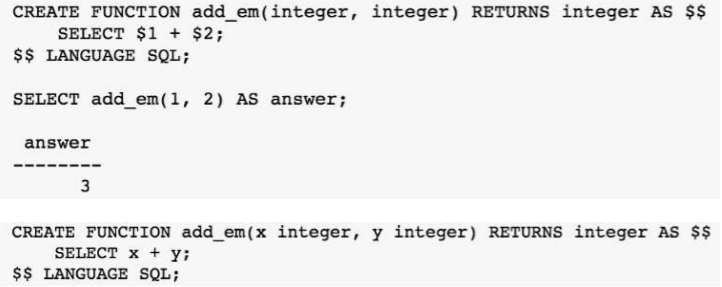 CREATE FUNCTION add_em(integer, integer) RETURNS integer AS $$
    SELECT $1 + $2;
$$ LANGUAGE SQL;

SELECT add_em(1, 2) AS answer;

 answer
--------
      3

CREATE FUNCTION add_em(x integer, y integer) RETURNS integer AS $$
    SELECT x + y;
$$ LANGUAGE SQL;